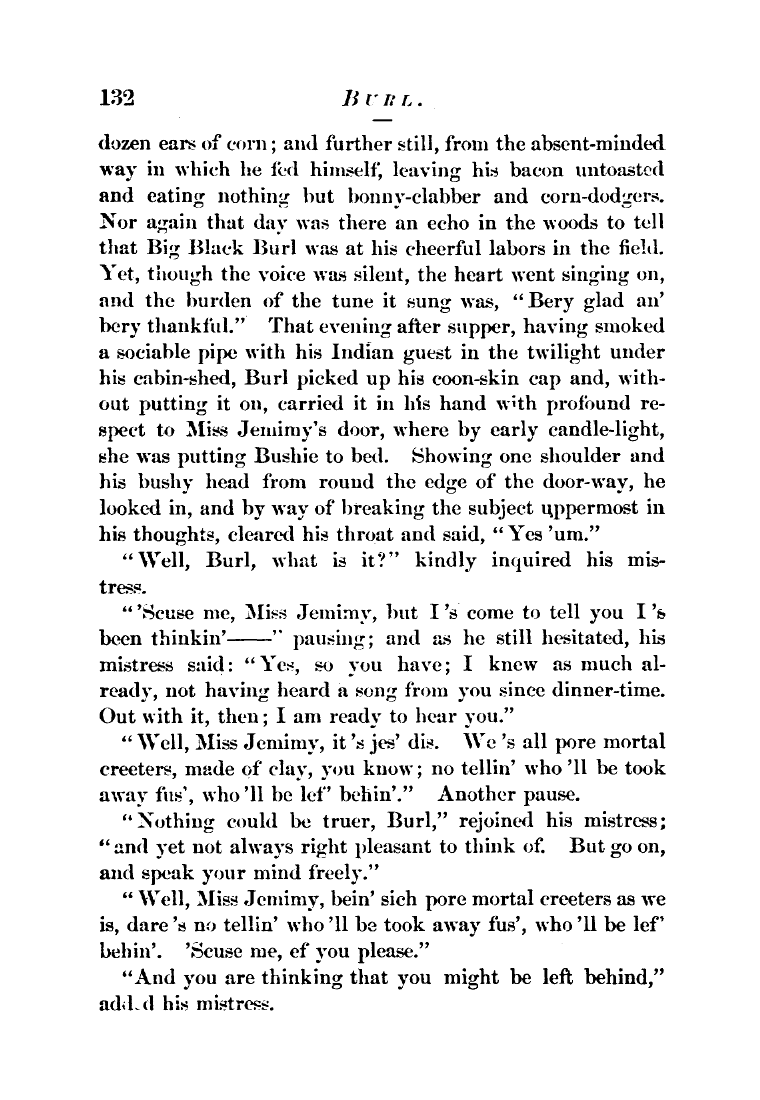 132 BURL.
dozen ears of corn; and further still, from the absent-minded
way in which he fed himself, leaving his bacon untoasted
and eating nothing but bonny-clabber and corn-dodgers.
Nor again that day was there an echo in the woods to tell
that Big Black Burl was at his cheerful labors in the field.
Yet, though the voice was silent, the heart went singing on,
and the burden of the tune it sung was, "Bery glad an'
bery thankful." That evening after supper, having smoked
a sociable pipe with his Indian guest in the twilight under
his cabin-shed, Burl picked up his coon-skin cap and, with-
out putting it on, carried it in his hand with profound re-
spect to Miss Jemimy's door, where by early candle-light,
she was putting Bushie to bed. Showing one shoulder and
his bushy head from round the edge of the door-way, he
looked in, and by way of breaking the subject uppermost in
his thoughts, cleared his throat and said, "Yes 'um."
"Well, Burl, what is it?" kindly inquired his mis-
tress.
"'Scuse me, Miss Jemimy, but I 's come to tell you I 's
been thinkin'——" pausing; and as he still hesitated, his
mistress said: "Yes, so you have; I knew as much al-
ready, not having heard a song from you since dinner-time.
Out with it, then; I am ready to hear you."
"Well, Miss Jemimy, it 's jes' dis. We 's all pore mortal
creeters, made of clay, you know; no tellin' who 'll be took
away fus', who 'll be lef' behin'." Another pause.
"Nothing could be truer, Burl," rejoined his mistress;
"and yet not always right pleasant to think of. But go on,
and speak your mind freely."
"Well, Miss Jemimy, bein' sich pore mortal creeters as we
is, dare 's no tellin' who 'll be took away fus', who 'll be lef'
behin'. 'Scuse me, ef you please."
"And you are thinking that you might be left behind,"
added his mistress.